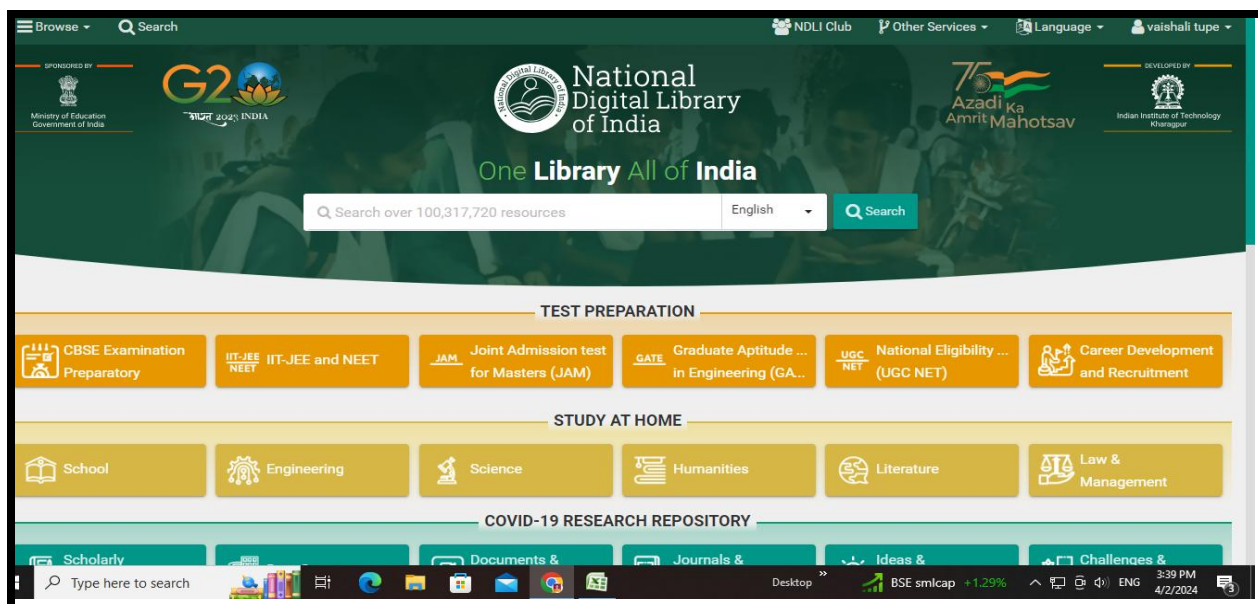 Browse
Search
NDLI Club
Other Services
Language
vaishali tupe
SPONSORED BY
Ministry of Education
Government of India
G20
भारत 2023 INDIA
National Digital Library of India
National
Digital Library
of India
75
Azadi Ka
Amrit Mahotsav
DEVELOPED BY
Indian Institute of Technology
Kharagpur
One Library All of India
Search over 100,317,720 resources
English
Search
TEST PREPARATION
CBSE Examination
Preparatory
IIT-JEE
NEET
IIT-JEE and NEET
JAM
Joint Admission test
for Masters (JAM)
GATE
Graduate Aptitude ...
in Engineering (GA...
UGC
NET
National Eligibility ...
(UGC NET)
Career Development
and Recruitment
STUDY AT HOME
School
Engineering
Science
Humanities
Literature
Law &
Management
COVID-19 RESEARCH REPOSITORY
Scholarly
Documents &
Journals &
Ideas &
Challenges &
Type here to search
Desktop
BSE smlcap +1.29%
ENG
3:39 PM
4/2/2024
3